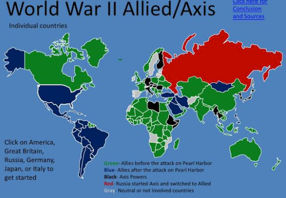 World War II Allied/Axis
Click here for
Conclusion
and Sources
Individual countries
Click on America,
Great Britain,
Russia, Germany,
Japan, or Italy to
get started
Green- Allies before the attack on Pearl Harbor
Blue- Allies after the attack on Pearl Harbor
Black- Axis Powers
Red- Russia started Axis and switched to Allied
Gray- Neutral or not involved countries